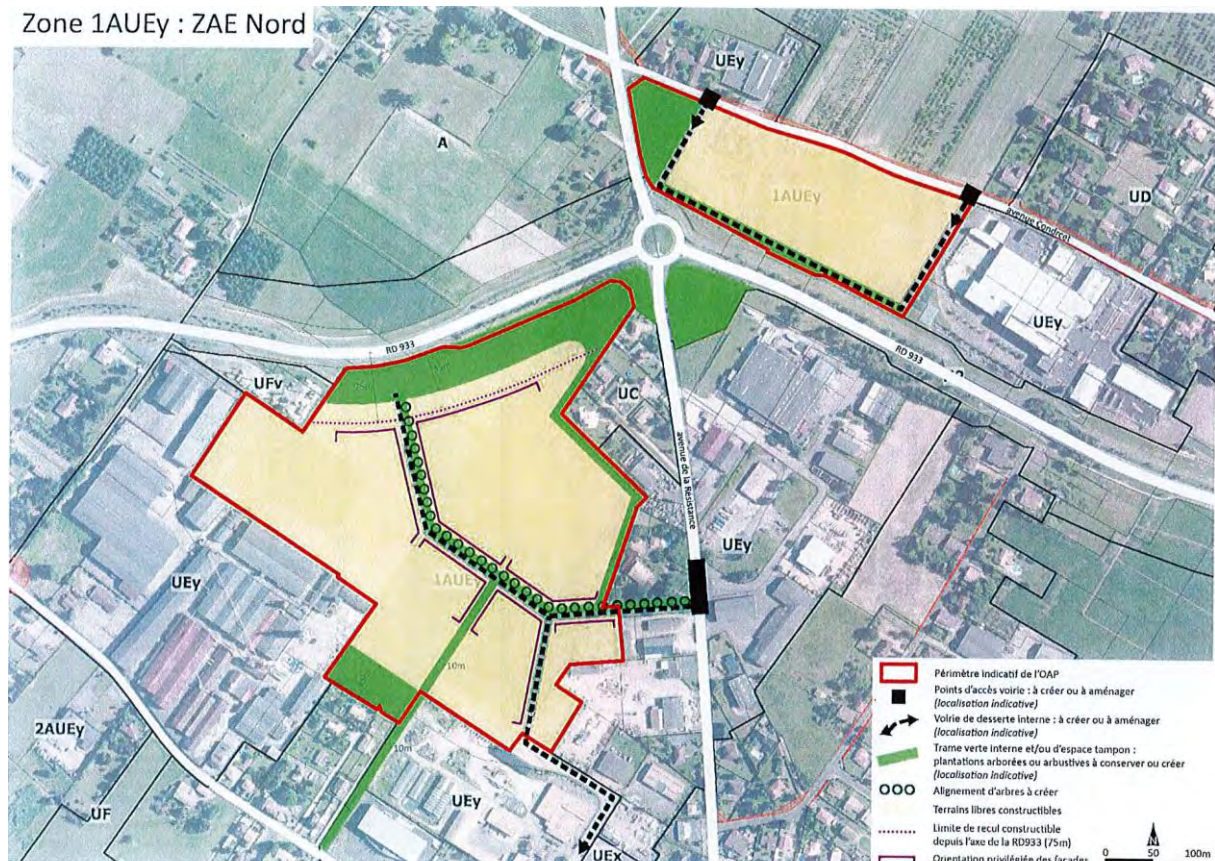 Zone 1AUEy : ZAE Nord
UEy
A
1AUEy
UD
avenue Condrcet
UEy
RD 933
RD 933
UFv
25m
UC
avenue de la Resistance
UEy
1AUEy
UEy
10m
10m
2AUEy
UF
UEy
UEx
Périmètre indicatif de l'OAP
Points d'accès voirie : à créer ou à aménager
(localisation indicative)
Voirie de desserte interne : à créer ou à aménager
(localisation indicative)
Trame verte interne et/ou d'espace tampon :
plantations arborées ou arbustives à conserver ou créer
(localisation indicative)
Alignement d'arbres à créer
Terrains libres constructibles
Limite de recul constructible
depuis l'axe de la RD933 (75m)
Orientation privilégiée des façades
N
0 50 100m